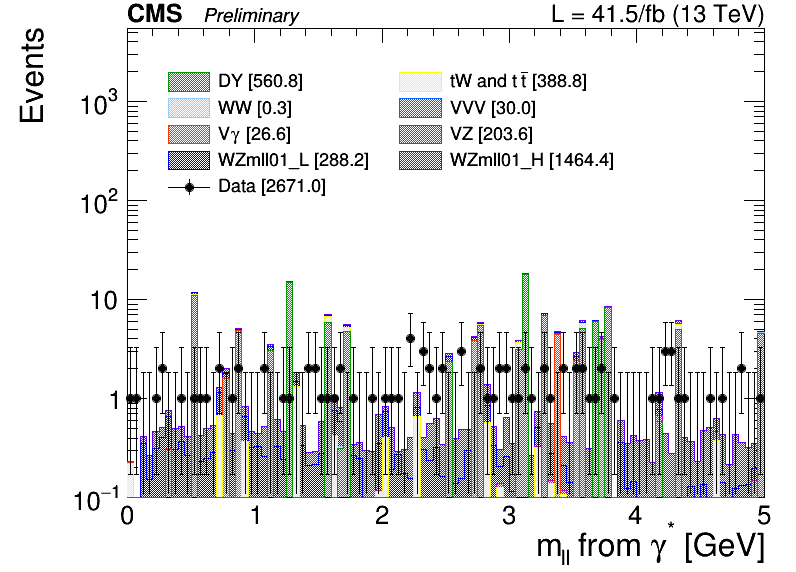 CMS Preliminary L = 41.5/fb (13 TeV)
Events
DY [560.8] tW and tt̅ [388.8]
WW [0.3] VVV [30.0]
Vγ [26.6] VZ [203.6]
WZmll01_L [288.2] WZmll01_H [1464.4]
Data [2671.0]
10³
10²
10
1
10⁻¹
0 1 2 3 4 5
m_ll from γ* [GeV]